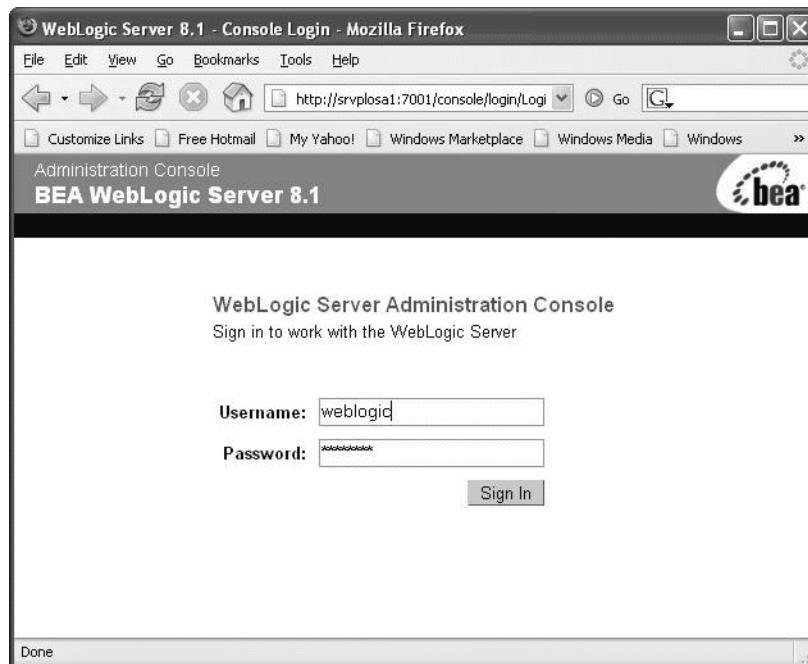 WebLogic Server 8.1 - Console Login - Mozilla Firefox
File Edit View Go Bookmarks Tools Help
http://srvplosa1:7001/console/login/Logi Go G
Customize Links Free Hotmail My Yahoo! Windows Marketplace Windows Media Windows »
Administration Console
BEA WebLogic Server 8.1
bea
WebLogic Server Administration Console
Sign in to work with the WebLogic Server
Username: weblogic
Password: *********
Sign In
Done